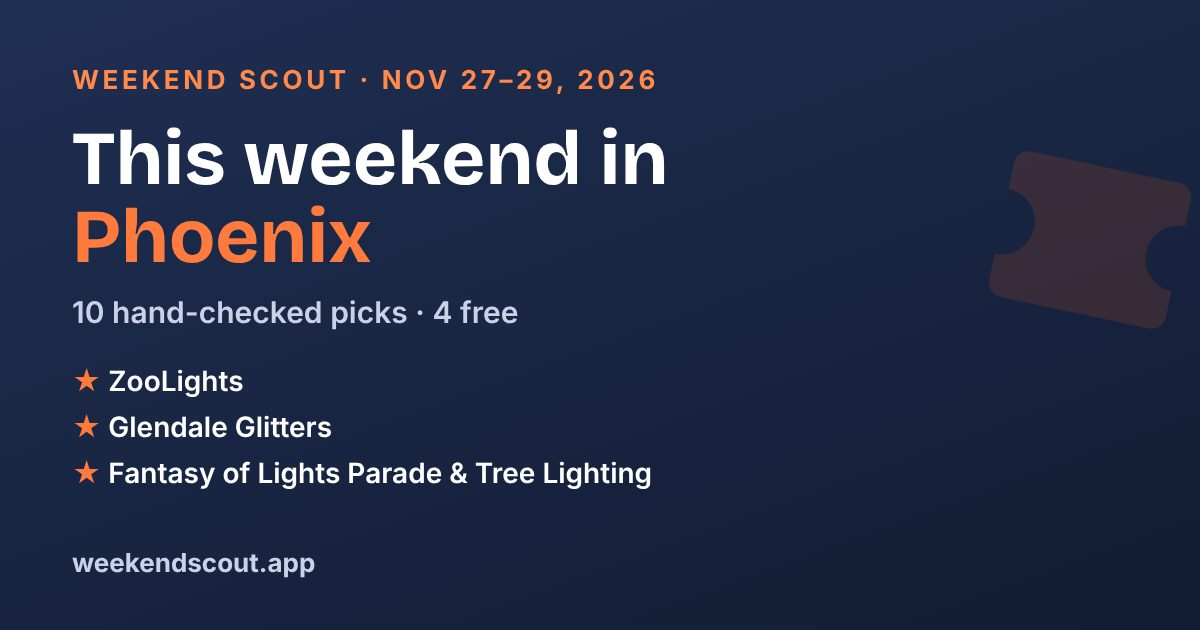 WEEKEND SCOUT · NOV 27–29, 2026
This weekend in
Phoenix
10 hand-checked picks · 4 free
★ ZooLights
★ Glendale Glitters
★ Fantasy of Lights Parade & Tree Lighting
weekendscout.app